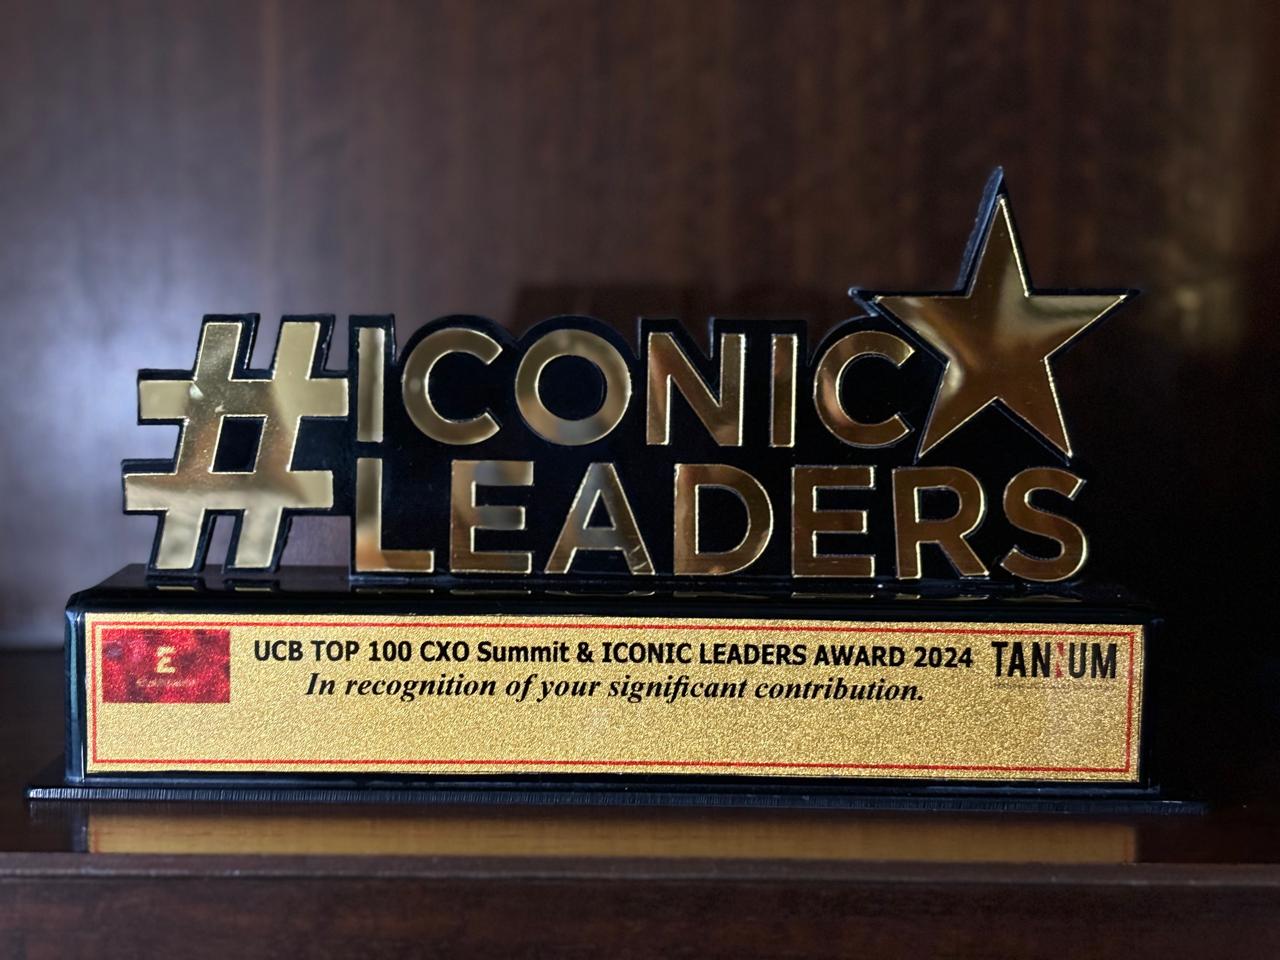 #ICONIC
LEADERS
UCB TOP 100 CXO Summit & ICONIC LEADERS AWARD 2024
TANIUM
In recognition of your significant contribution.
E